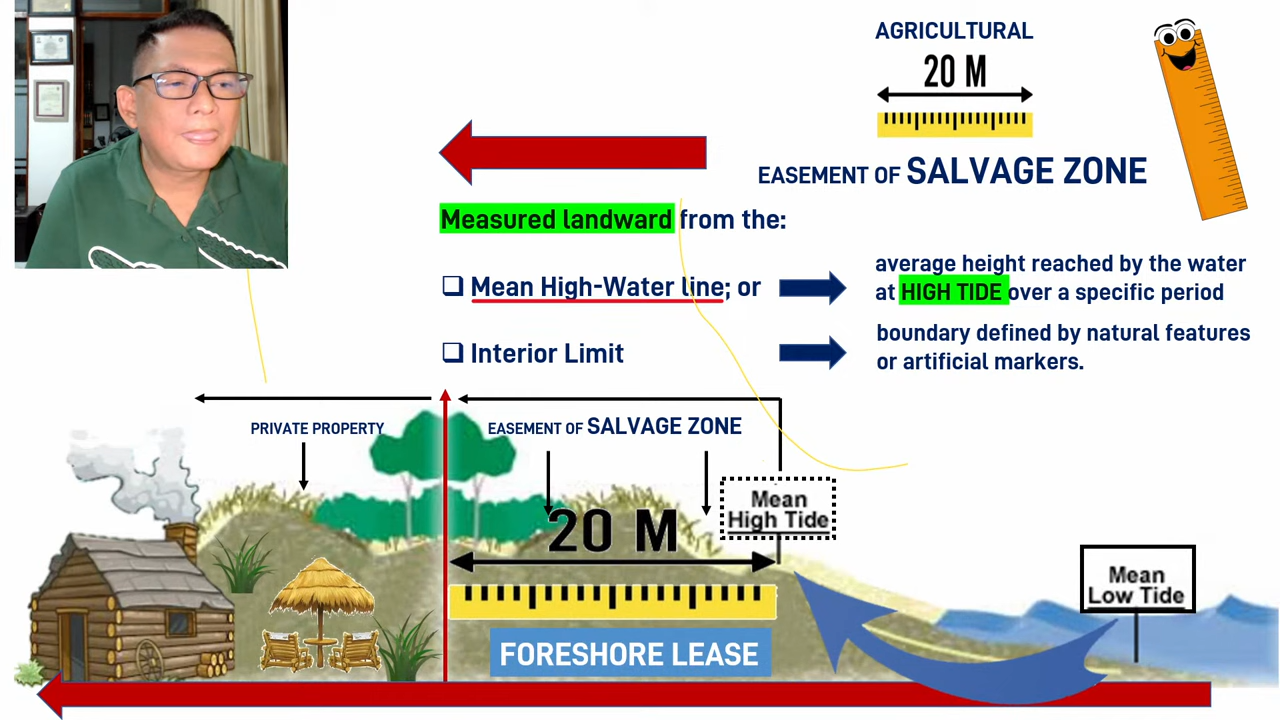 AGRICULTURAL
20 M
EASEMENT OF SALVAGE ZONE
Measured landward from the:
❑ Mean High-Water line; or
average height reached by the water
at HIGH TIDE over a specific period
❑ Interior Limit
boundary defined by natural features
or artificial markers.
PRIVATE PROPERTY
EASEMENT OF SALVAGE ZONE
Mean
High Tide
20 M
Mean
Low Tide
FORESHORE LEASE